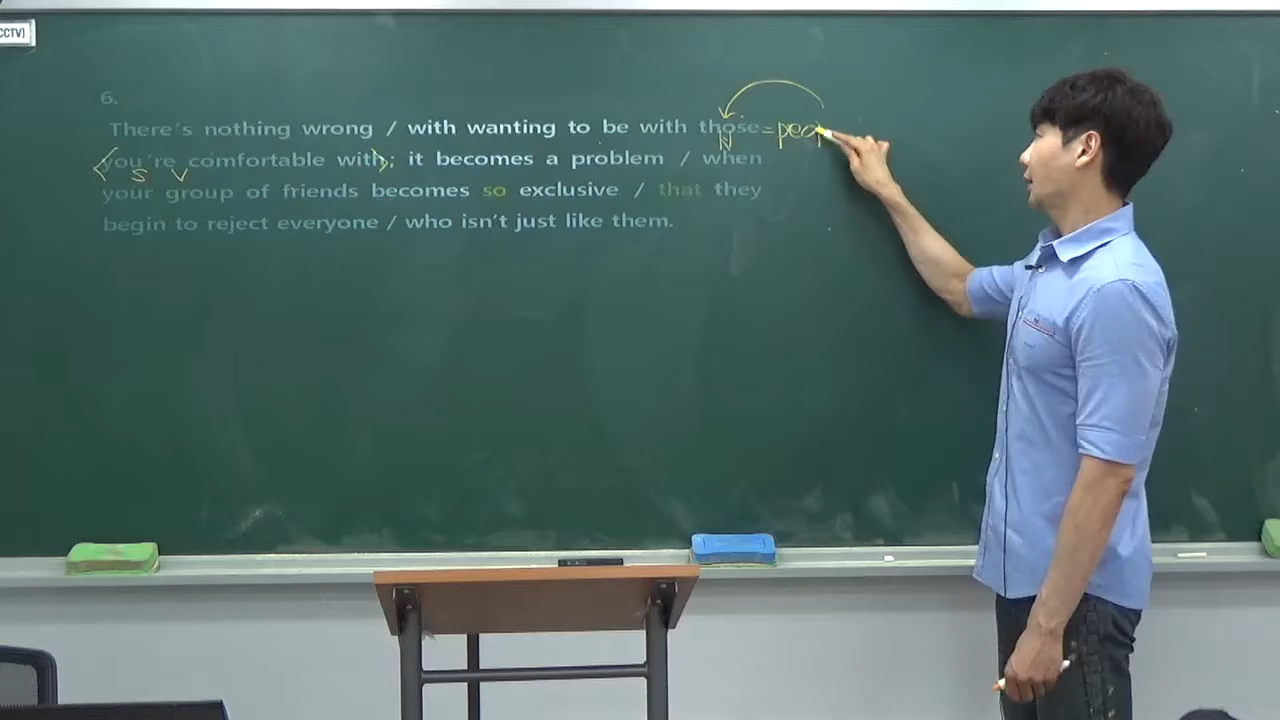 CCTV)
6.
There's nothing wrong / with wanting to be with those = peop
N
<you're comfortable with>; it becomes a problem / when
S V
your group of friends becomes so exclusive / that they
begin to reject everyone / who isn't just like them.